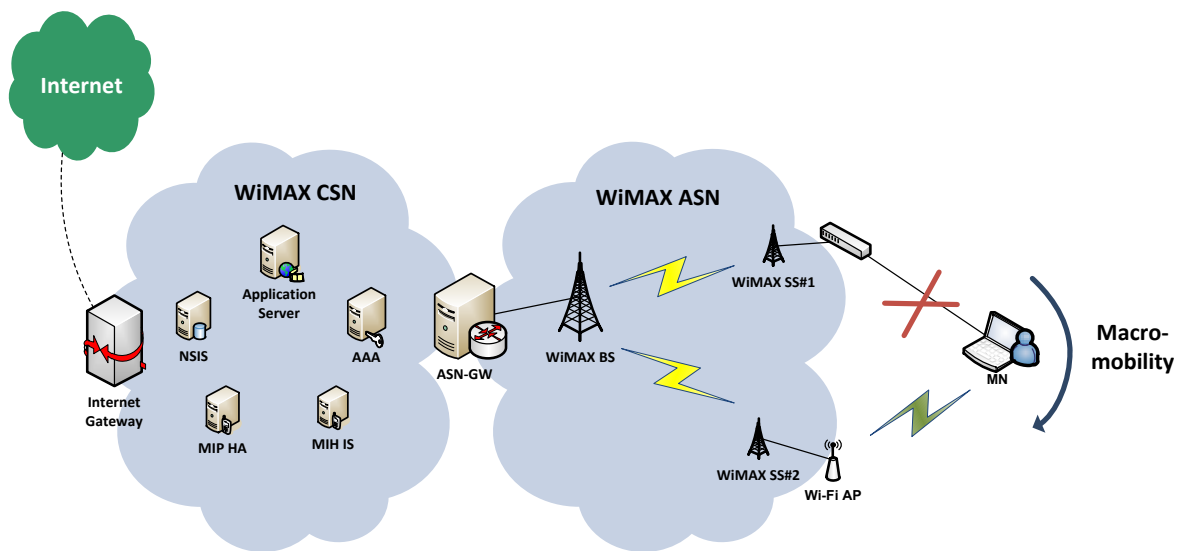 Internet
WiMAX CSN
WiMAX ASN
Application
Server
NSIS
AAA
ASN-GW
WiMAX BS
WiMAX SS#1
Macro-
mobility
MN
Internet
Gateway
MIP HA
MIH IS
WiMAX SS#2
Wi-Fi AP